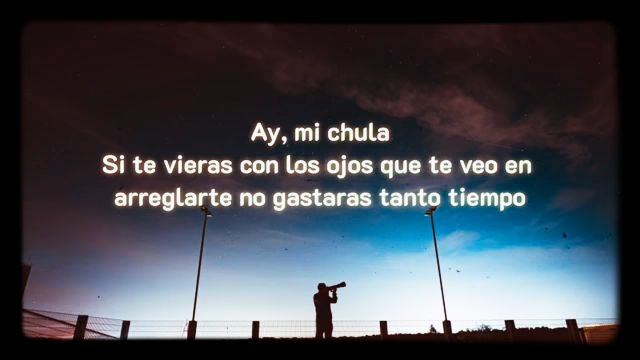 Ay, mi chula
Si te vieras con los ojos que te veo en
arreglarte no gastaras tanto tiempo